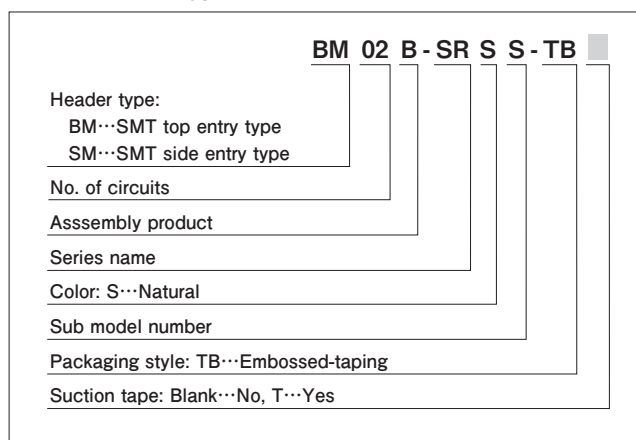 BM 02 B - SR S S - TB
Header type:
BM···SMT top entry type
SM···SMT side entry type
No. of circuits
Asssembly product
Series name
Color: S···Natural
Sub model number
Packaging style: TB···Embossed-taping
Suction tape: Blank···No, T···Yes